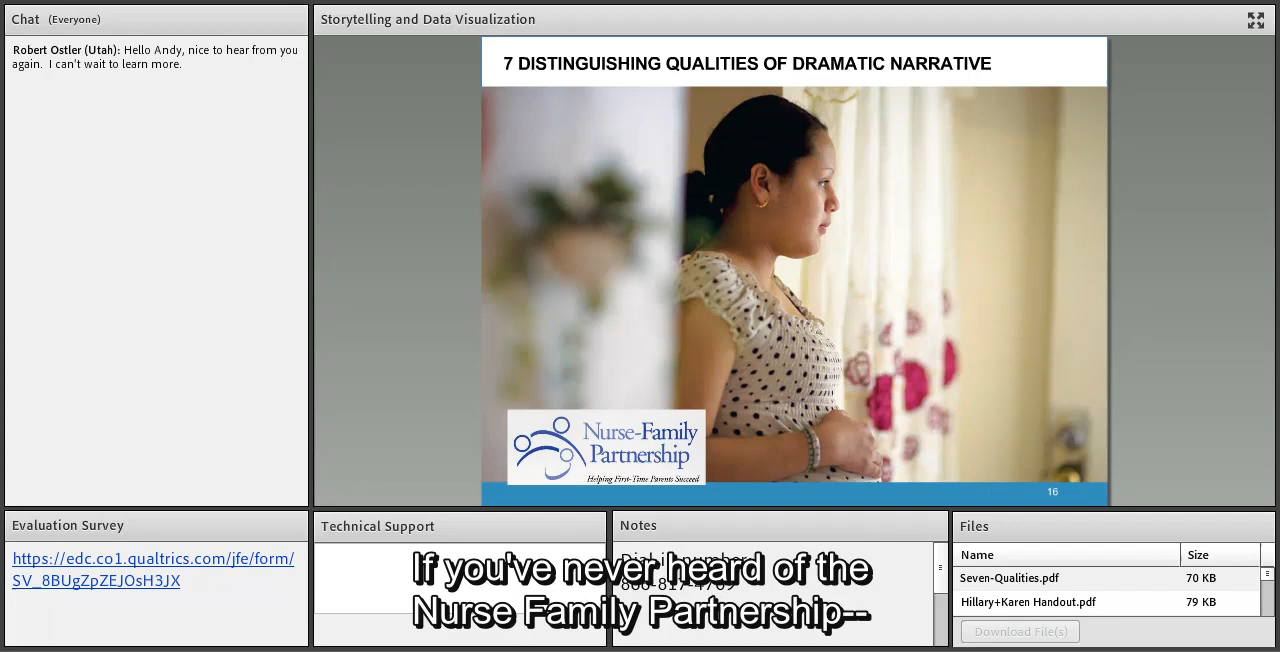 Chat (Everyone)
Robert Ostler (Utah): Hello Andy, nice to hear from you
again. I can't wait to learn more.
Storytelling and Data Visualization
7 DISTINGUISHING QUALITIES OF DRAMATIC NARRATIVE
Nurse-Family
Partnership
Helping First-Time Parents Succeed
16
Evaluation Survey
https://edc.co1.qualtrics.com/jfe/form/
SV_8BUgZpZEJOsH3JX
Technical Support
Notes
Dial-in number
If you've never heard of the
Nurse Family Partnership--
Files
Name Size
Seven-Qualities.pdf 70 KB
Hillary+Karen Handout.pdf 79 KB
Download File(s)